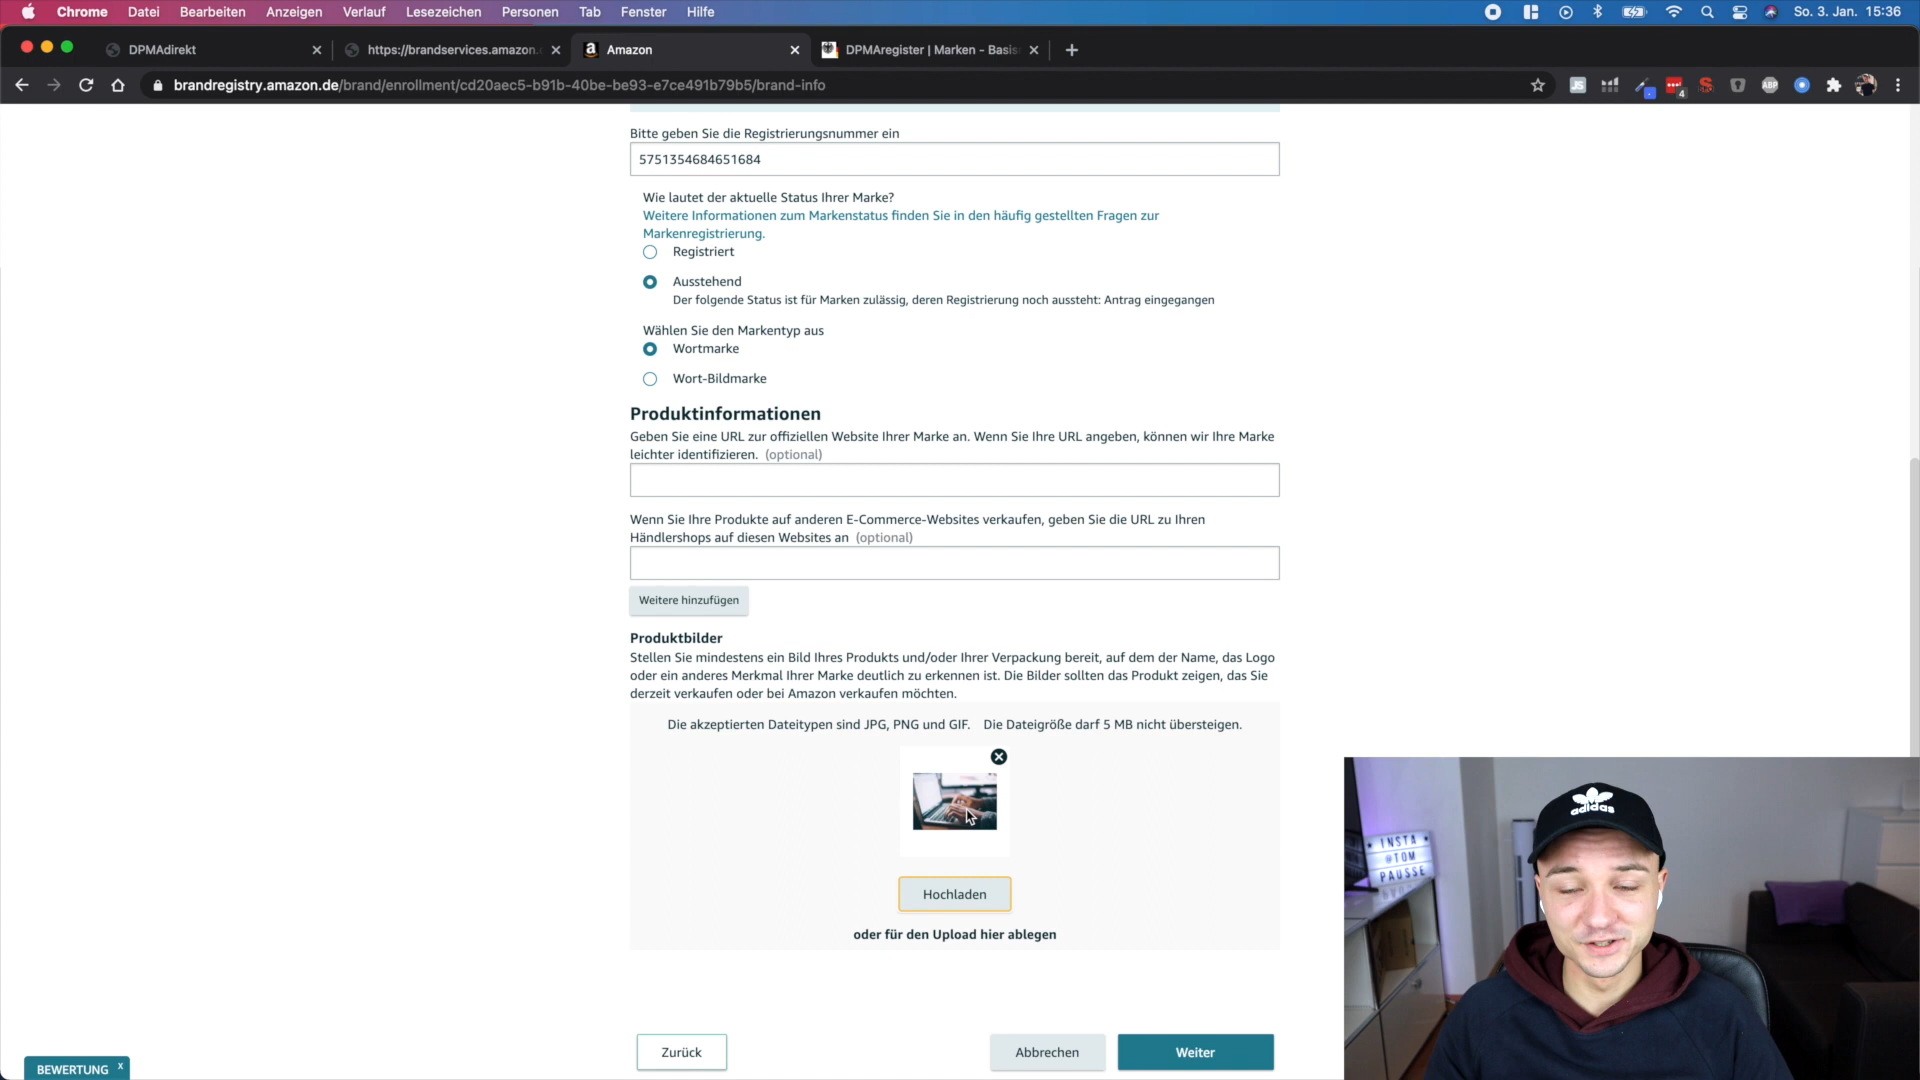 Chrome Datei Bearbeiten Anzeigen Verlauf Lesezeichen Personen Tab Fenster Hilfe So. 3. Jan. 15:36
DPMAdirekt https://brandservices.amazon. Amazon DPMAregister | Marken - Basis
brandregistry.amazon.de/brand/enrollment/cd20aec5-b91b-40be-be93-e7ce491b79b5/brand-info
Bitte geben Sie die Registrierungsnummer ein
5751354684651684
Wie lautet der aktuelle Status Ihrer Marke?
Weitere Informationen zum Markenstatus finden Sie in den häufig gestellten Fragen zur
Markenregistrierung.
Registriert
Ausstehend
Der folgende Status ist für Marken zulässig, deren Registrierung noch aussteht: Antrag eingegangen
Wählen Sie den Markentyp aus
Wortmarke
Wort-Bildmarke
Produktinformationen
Geben Sie eine URL zur offiziellen Website Ihrer Marke an. Wenn Sie Ihre URL angeben, können wir Ihre Marke
leichter identifizieren. (optional)
Wenn Sie Ihre Produkte auf anderen E-Commerce-Websites verkaufen, geben Sie die URL zu Ihren
Händlershops auf diesen Websites an (optional)
Weitere hinzufügen
Produktbilder
Stellen Sie mindestens ein Bild Ihres Produkts und/oder Ihrer Verpackung bereit, auf dem der Name, das Logo
oder ein anderes Merkmal Ihrer Marke deutlich zu erkennen ist. Die Bilder sollten das Produkt zeigen, das Sie
derzeit verkaufen oder bei Amazon verkaufen möchten.
Die akzeptierten Dateitypen sind JPG, PNG und GIF. Die Dateigröße darf 5 MB nicht übersteigen.
Hochladen
oder für den Upload hier ablegen
Zurück Abbrechen Weiter
BEWERTUNG x
adidas
INSTA
@TOM
PAUSSE
JS
4
ABP